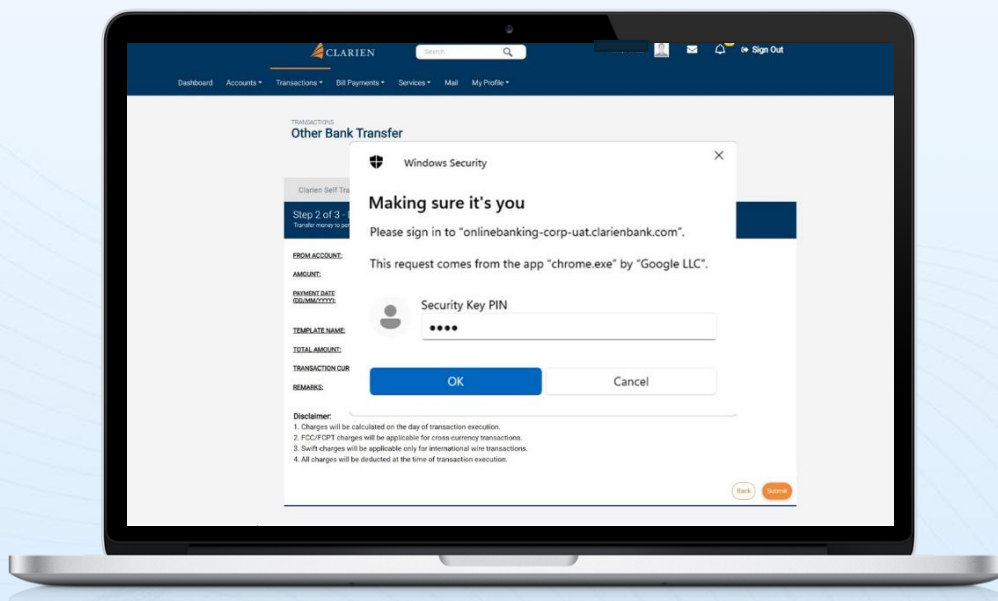 CLARIEN
Search
Sign Out
Dashboard Accounts Transactions Bill Payments Services Mail My Profile
TRANSACTIONS
Other Bank Transfer
Windows Security
Clarien Self Tra
Making sure it's you
Step 2 of 3 -
Transfer money to per
Please sign in to "onlinebanking-corp-uat.clarienbank.com".
This request comes from the app "chrome.exe" by "Google LLC".
FROM ACCOUNT:
AMOUNT:
PAYMENT DATE
(DD/MM/YYYY):
Security Key PIN
TEMPLATE NAME:
TOTAL AMOUNT:
TRANSACTION CUR
REMARKS:
OK Cancel
Disclaimer:
1. Charges will be calculated on the day of transaction execution.
2. FCC/FCPT charges will be applicable for cross-currency transactions.
3. Swift charges will be applicable only for international wire transactions.
4. All charges will be deducted at the time of transaction execution.
Back Submit